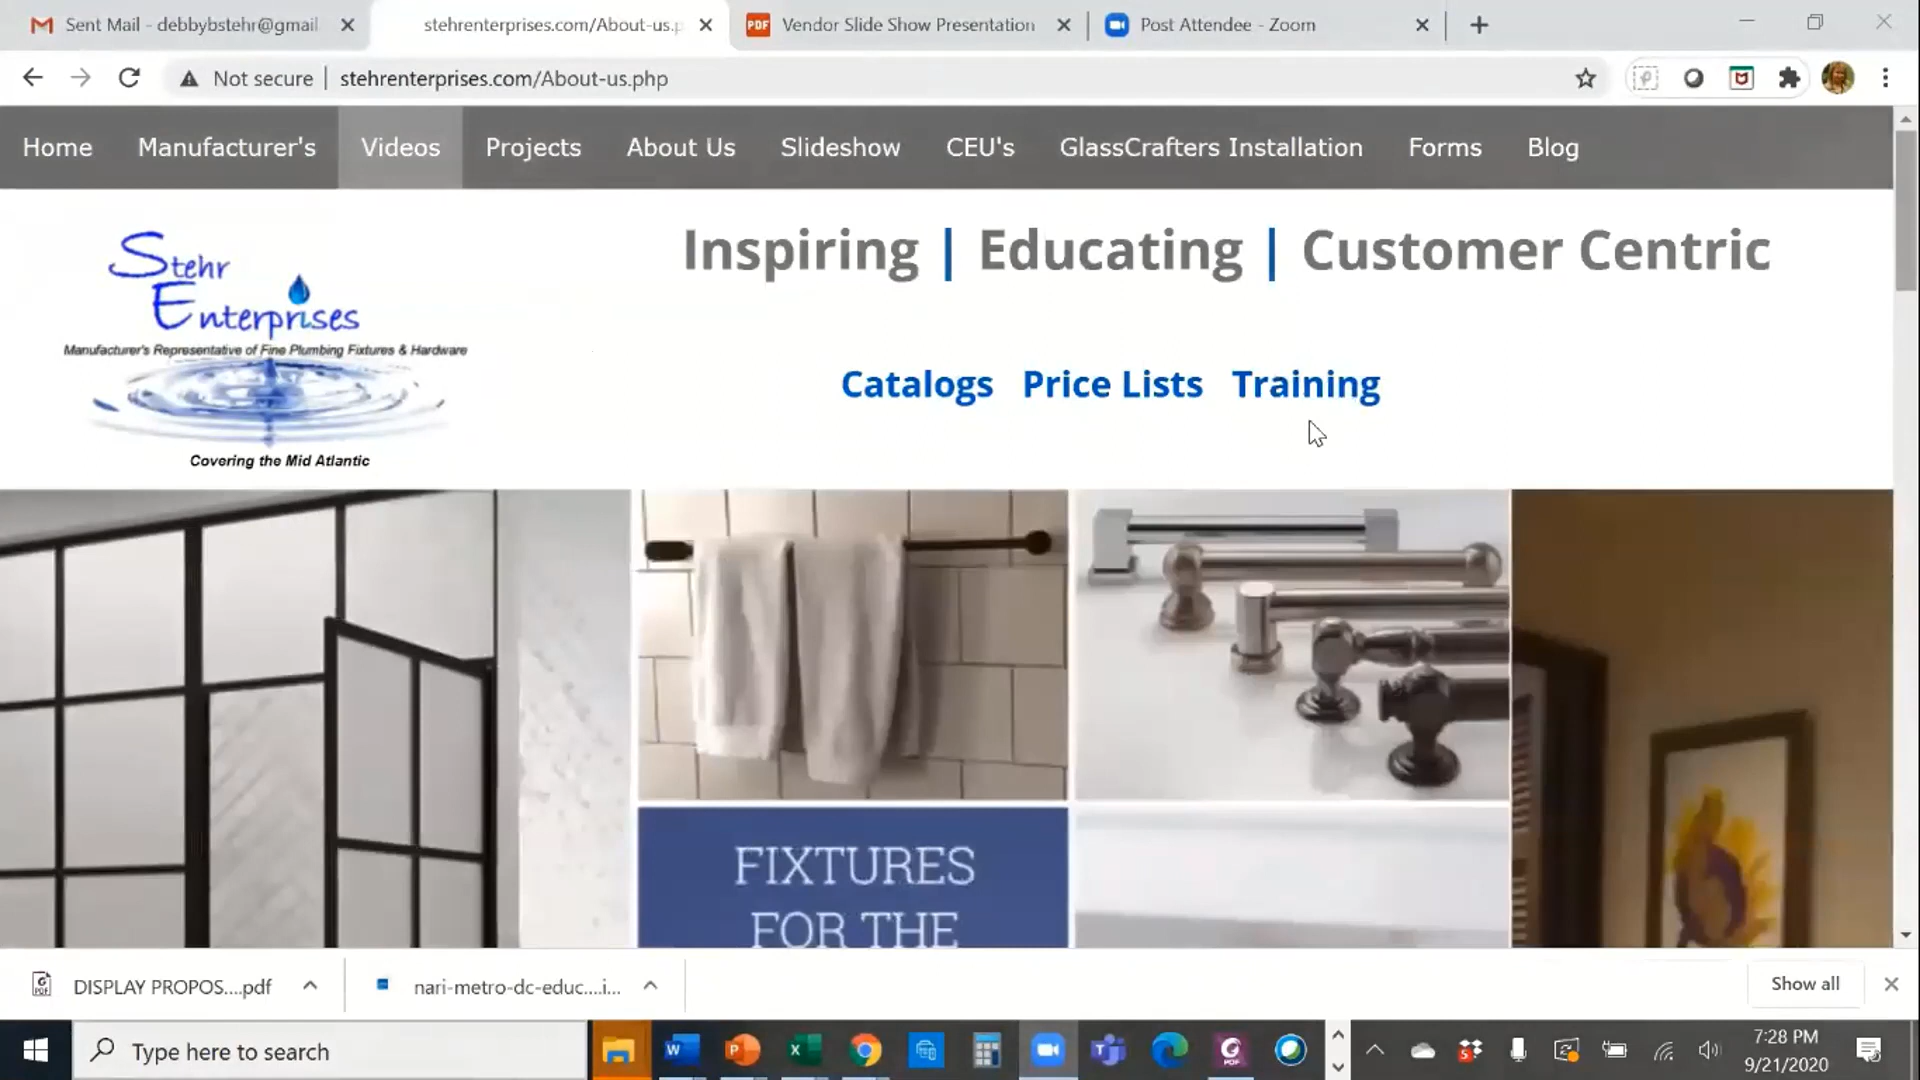 Sent Mail - debbybstehr@gmail
stehrenterprises.com/About-us.p
PDF
Vendor Slide Show Presentation
Post Attendee - Zoom
Not secure | stehrenterprises.com/About-us.php
Home
Manufacturer's
Videos
Projects
About Us
Slideshow
CEU's
GlassCrafters Installation
Forms
Blog
Stehr
Enterprises
Manufacturer's Representative of Fine Plumbing Fixtures & Hardware
Covering the Mid Atlantic
Inspiring | Educating | Customer Centric
Catalogs Price Lists Training
FIXTURES
FOR THE
DISPLAY PROPOS....pdf
nari-metro-dc-educ....i...
Show all
Type here to search
7:28 PM
9/21/2020